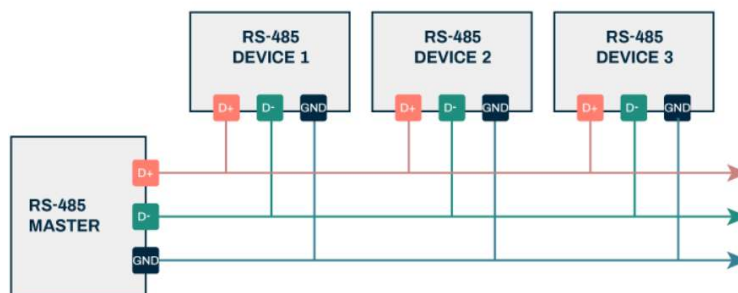 RS-485
DEVICE 1
RS-485
DEVICE 2
RS-485
DEVICE 3
D+
D-
GND
D+
D-
GND
D+
D-
GND
D+
RS-485
MASTER
D-
GND